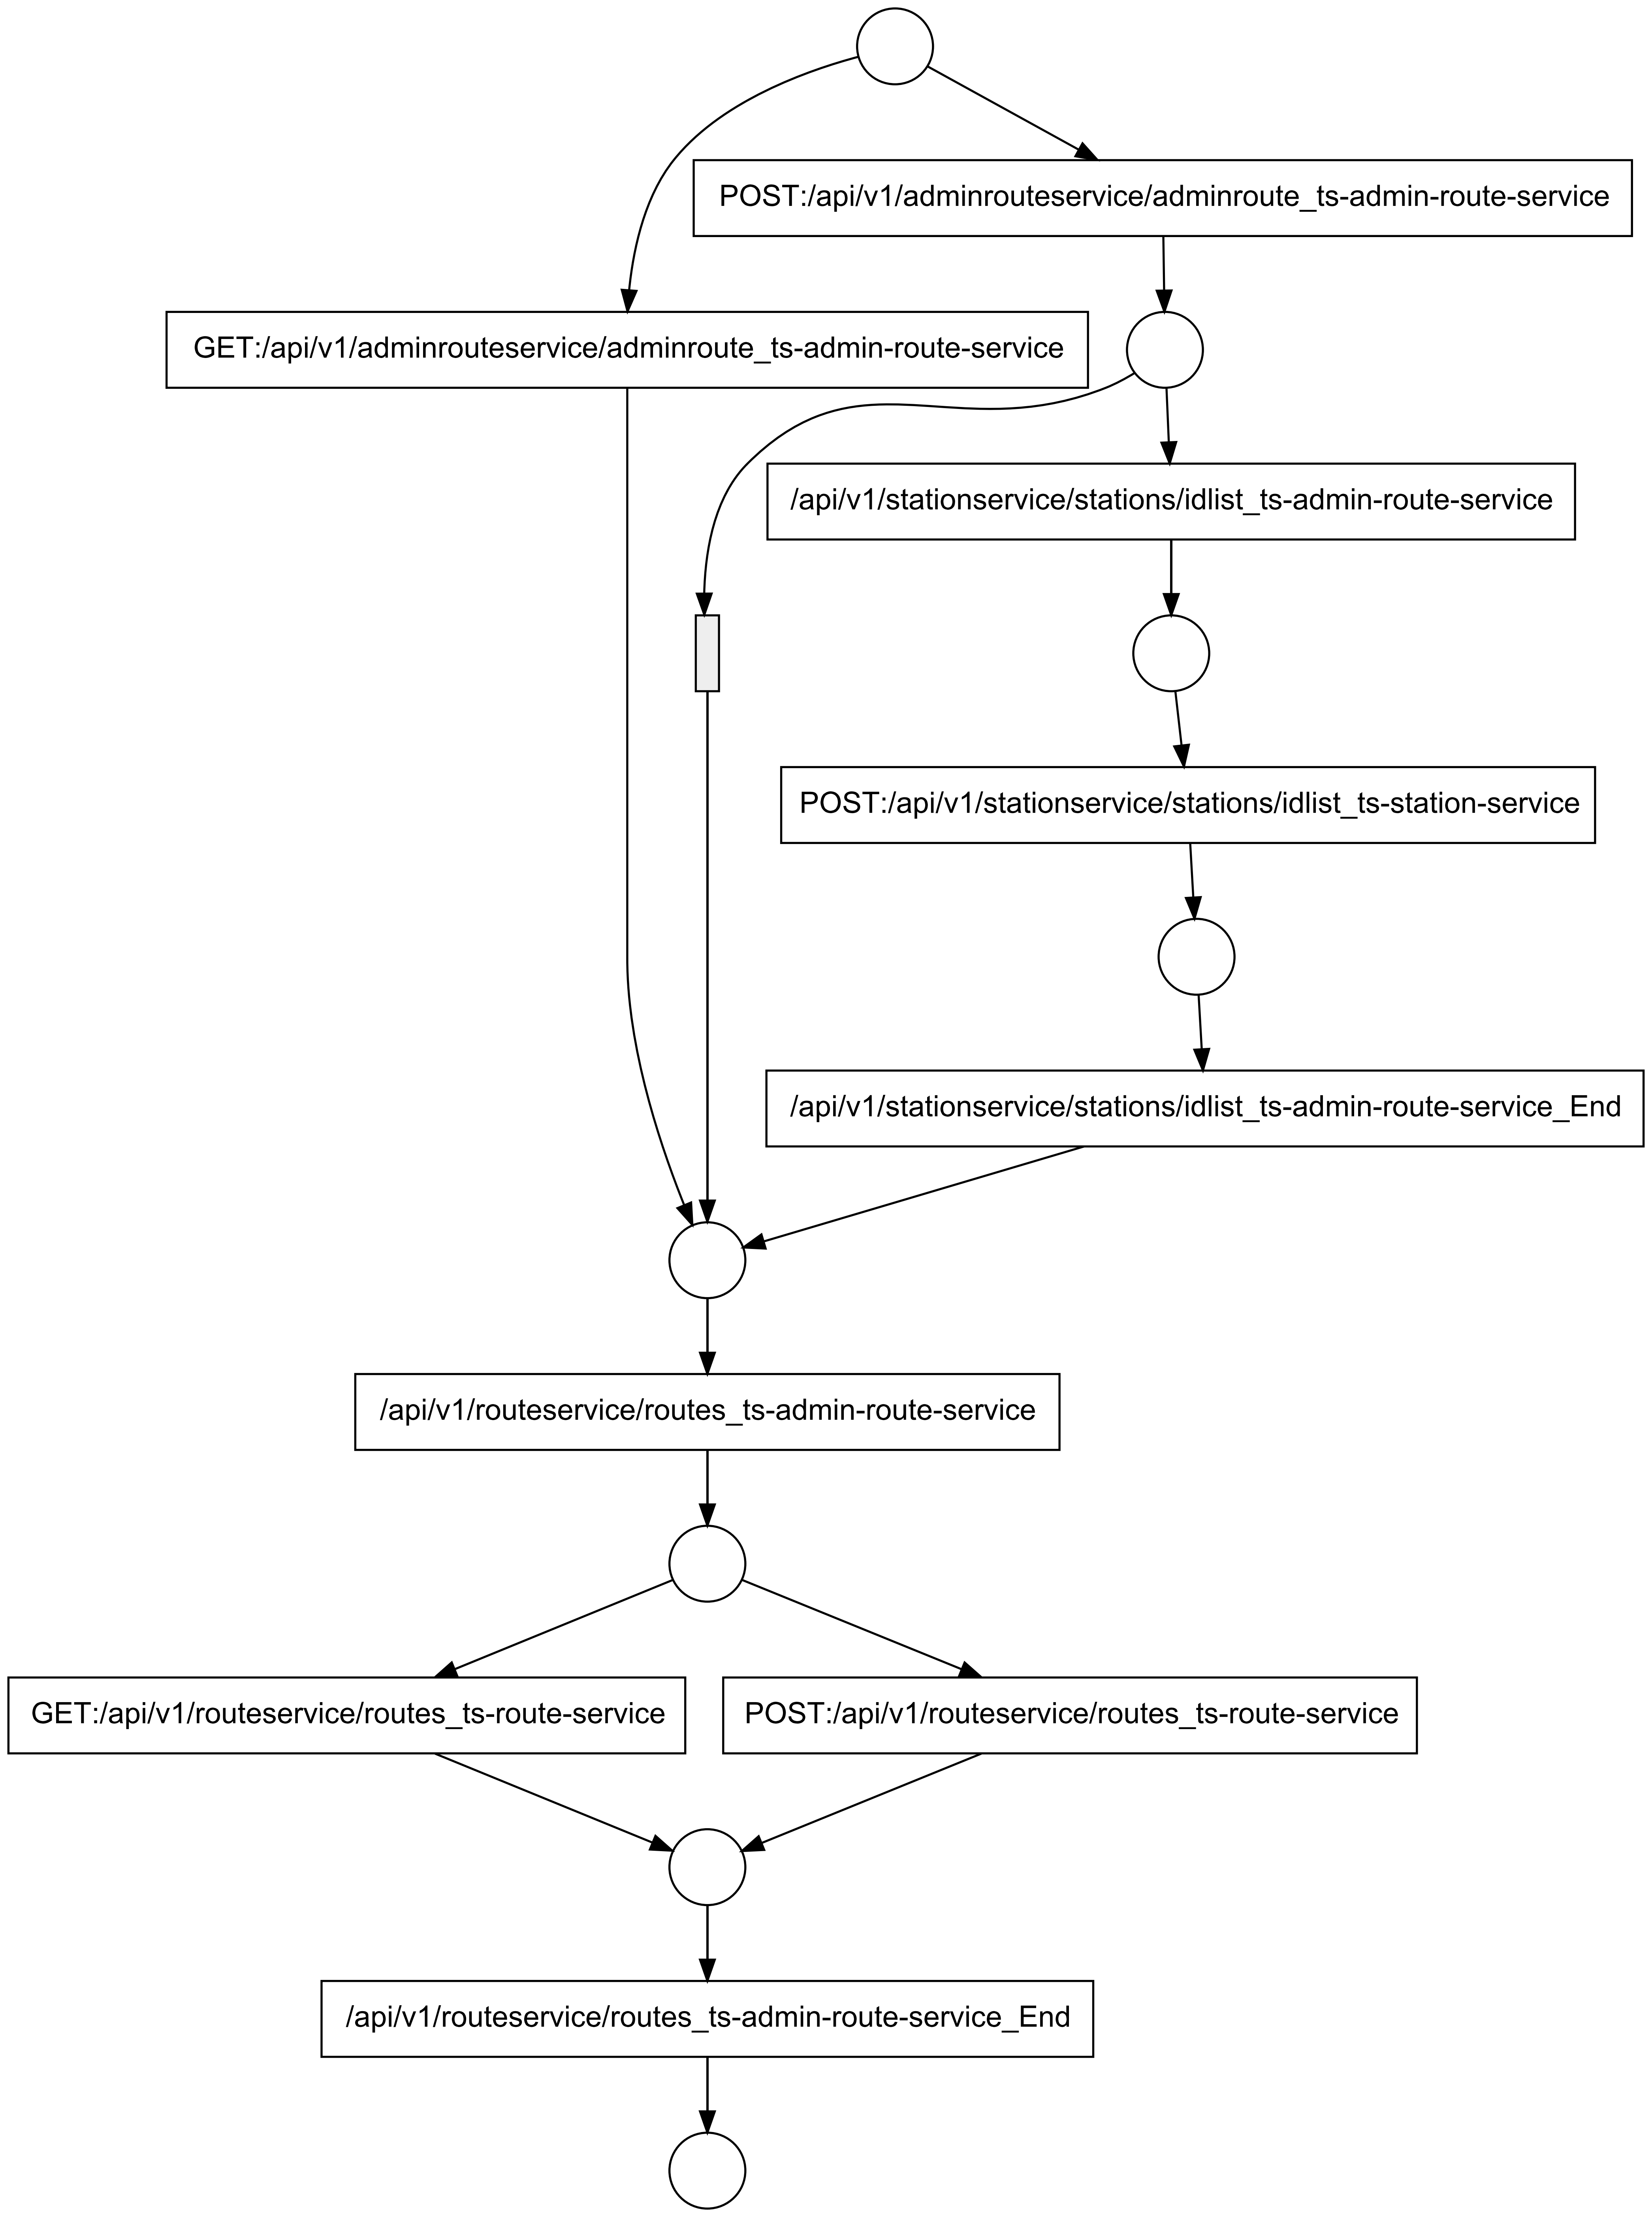 POST:/api/v1/adminrouteservice/adminroute_ts-admin-route-service
GET:/api/v1/adminrouteservice/adminroute_ts-admin-route-service
/api/v1/stationservice/stations/idlist_ts-admin-route-service
POST:/api/v1/stationservice/stations/idlist_ts-station-service
/api/v1/stationservice/stations/idlist_ts-admin-route-service_End
/api/v1/routeservice/routes_ts-admin-route-service
GET:/api/v1/routeservice/routes_ts-route-service
POST:/api/v1/routeservice/routes_ts-route-service
/api/v1/routeservice/routes_ts-admin-route-service_End